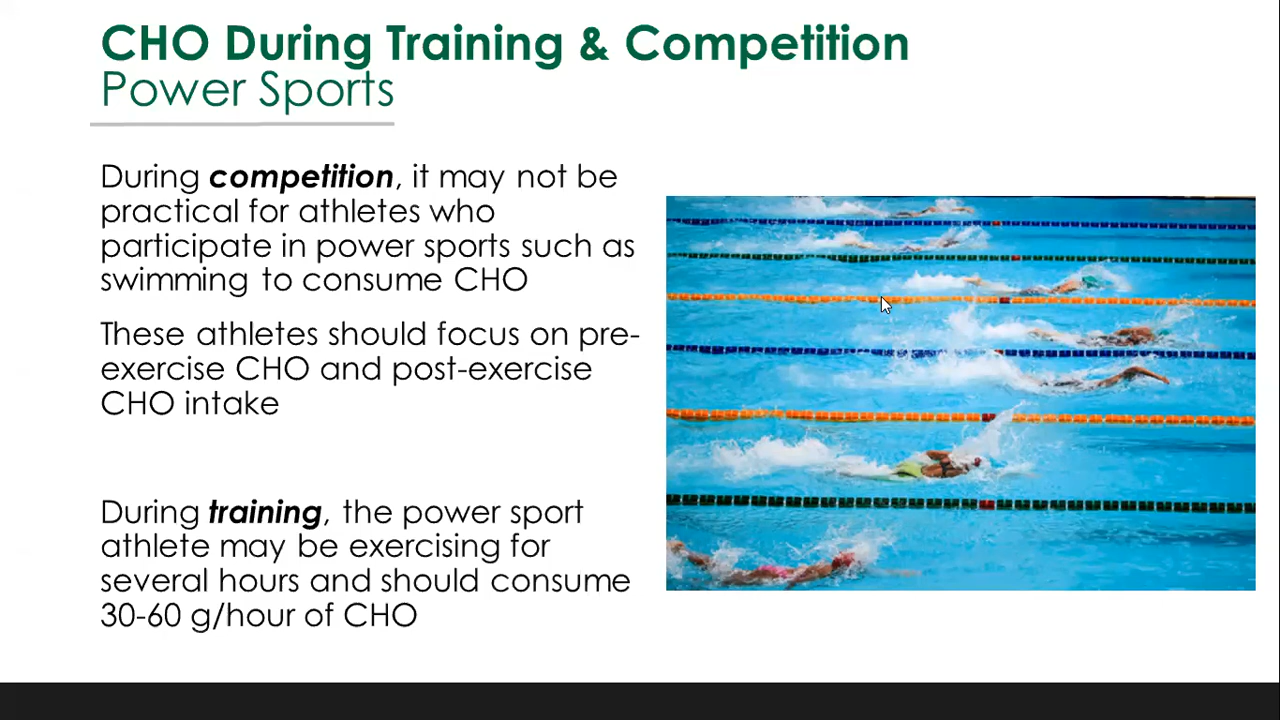 CHO During Training & Competition
Power Sports
During competition, it may not be
practical for athletes who
participate in power sports such as
swimming to consume CHO
These athletes should focus on pre-
exercise CHO and post-exercise
CHO intake
During training, the power sport
athlete may be exercising for
several hours and should consume
30-60 g/hour of CHO